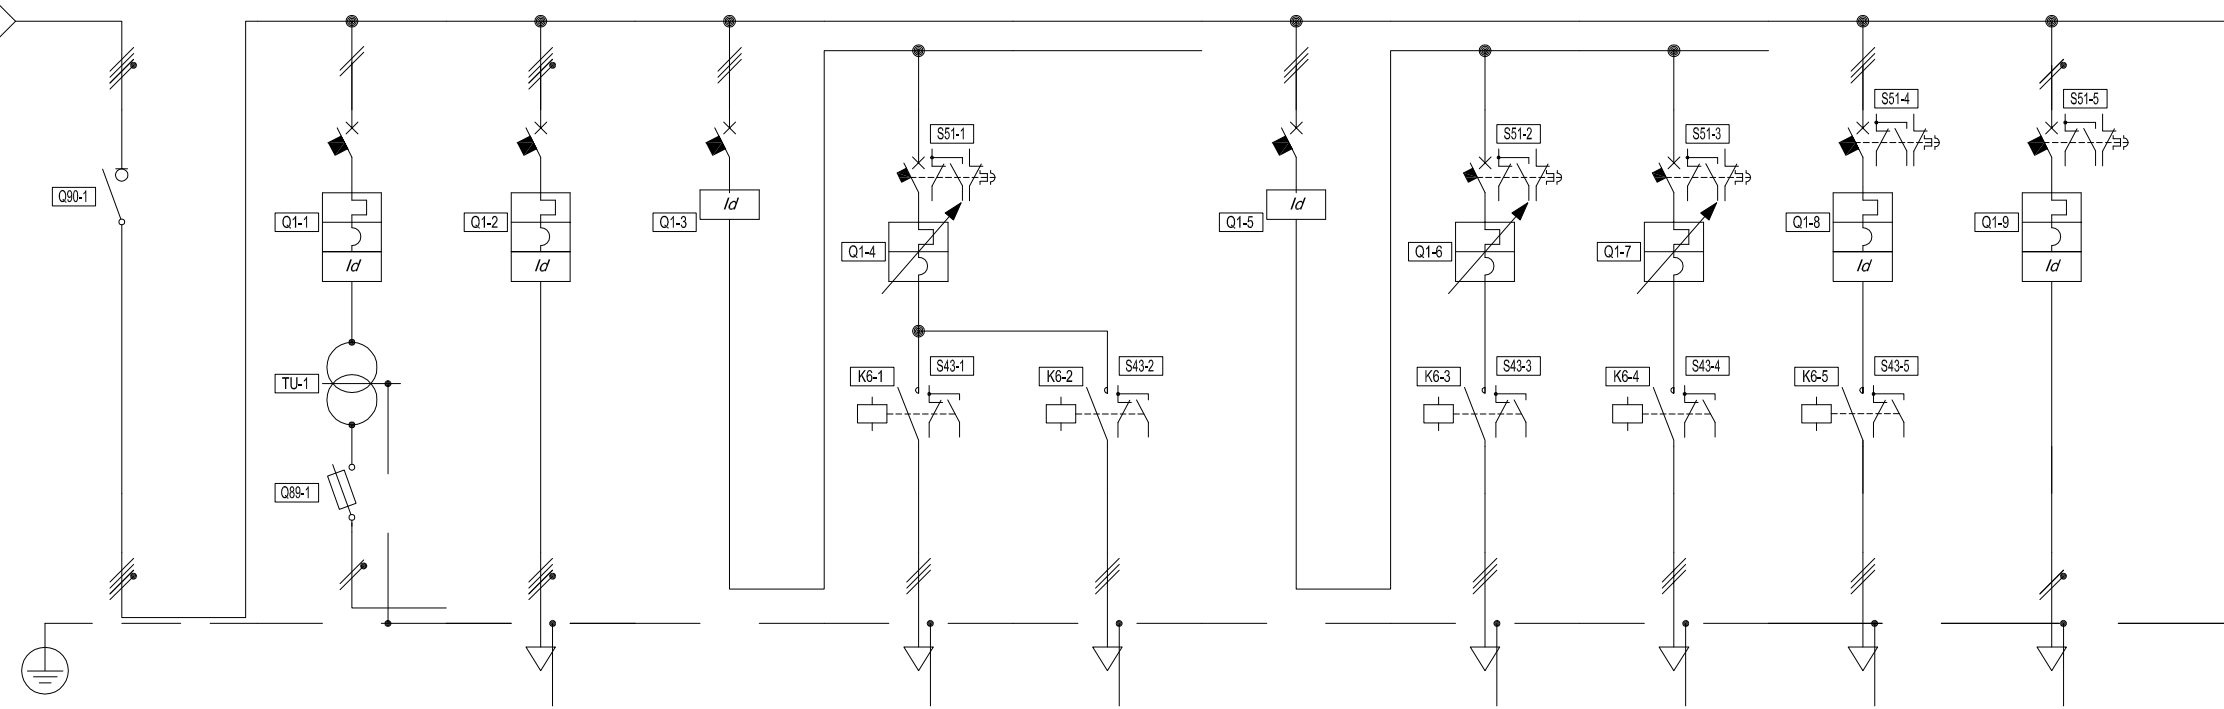 S51-4
S51-5
S51-1
S51-2
S51-3
Q90-1
Q1-1
Q1-2
Q1-3
Id
Q1-4
Q1-5
Id
Q1-6
Q1-7
Q1-8
Q1-9
Id
Id
Id
Id
TU-1
K6-1
S43-1
K6-2
S43-2
K6-3
S43-3
K6-4
S43-4
K6-5
S43-5
Q89-1